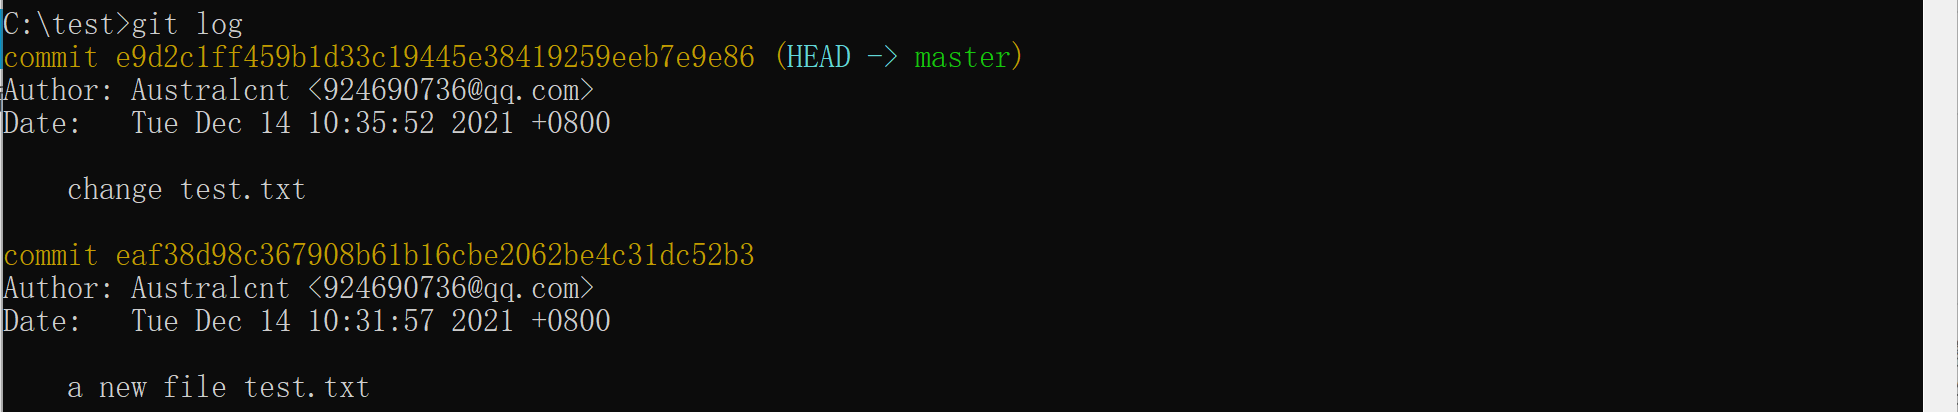 C:\test>git log
commit e9d2c1ff459b1d33c19445e38419259eeb7e9e86 (HEAD -> master)
Author: Australcnt <924690736@qq.com>
Date:   Tue Dec 14 10:35:52 2021 +0800
change test.txt
commit eaf38d98c367908b61b16cbe2062be4c31dc52b3
Author: Australcnt <924690736@qq.com>
Date:   Tue Dec 14 10:31:57 2021 +0800
a new file test.txt